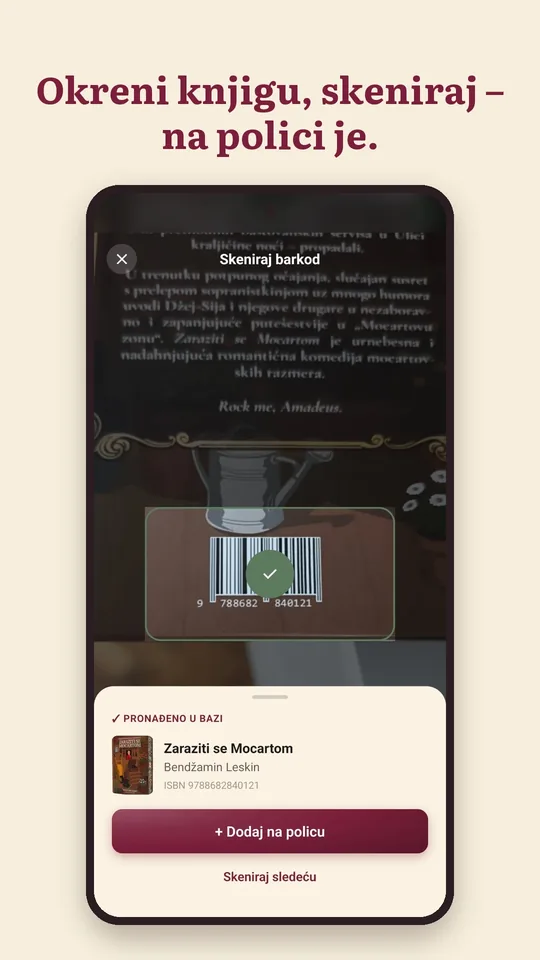 Okreni knjigu, skeniraj –
na polici je.
servisa u Ulici
kraljičine noći – propadali.
Skeniraj barkod
U trenutku potpunog očajanja, slučajan susret
s prelepom sopranistkinjom uz mnogo humora
uvodi Džej-Sija i njegove drugare u nezaborav-
no i zapanjujuće putešestvije u „Mocartovu
zonu“. Zaraziti se Mocartom je urnebesna i
nadahnjujuća romantična komedija mocartov-
skih razmera.
Rock me, Amadeus.
9 788682 840121
✓ PRONAĐENO U BAZI
Zaraziti se Mocartom
Bendžamin Leskin
ISBN 9788682840121
+ Dodaj na policu
Skeniraj sledeću